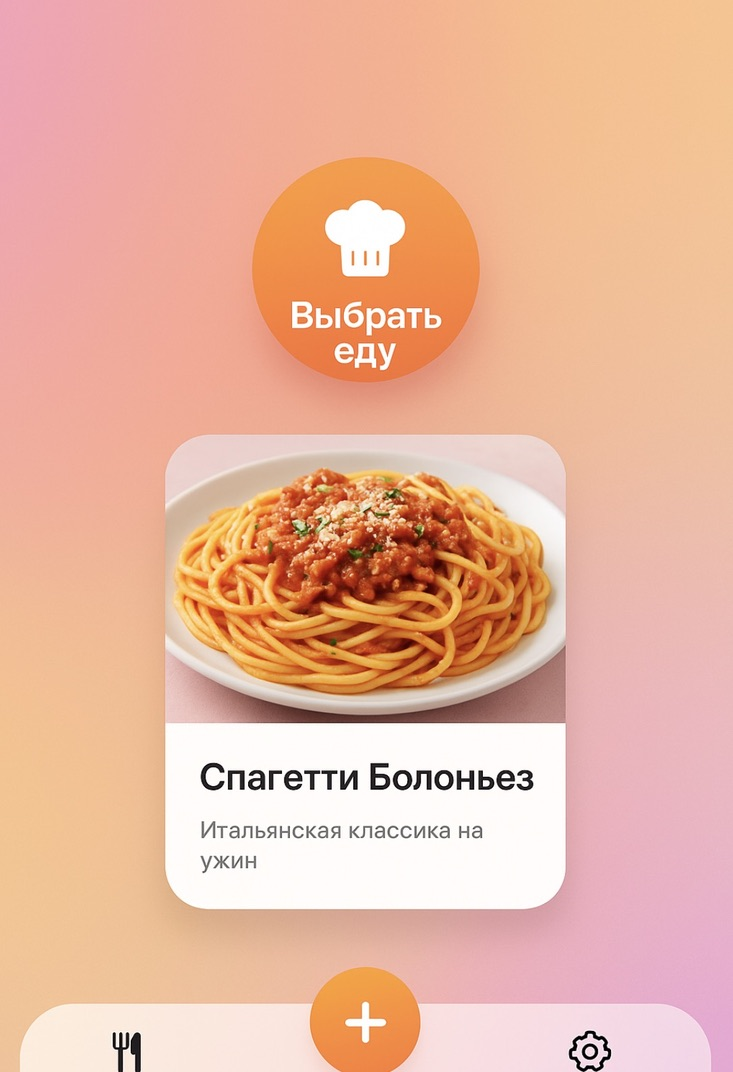 Выбрать
еду
Спагетти Болоньез
Итальянская классика на
ужин